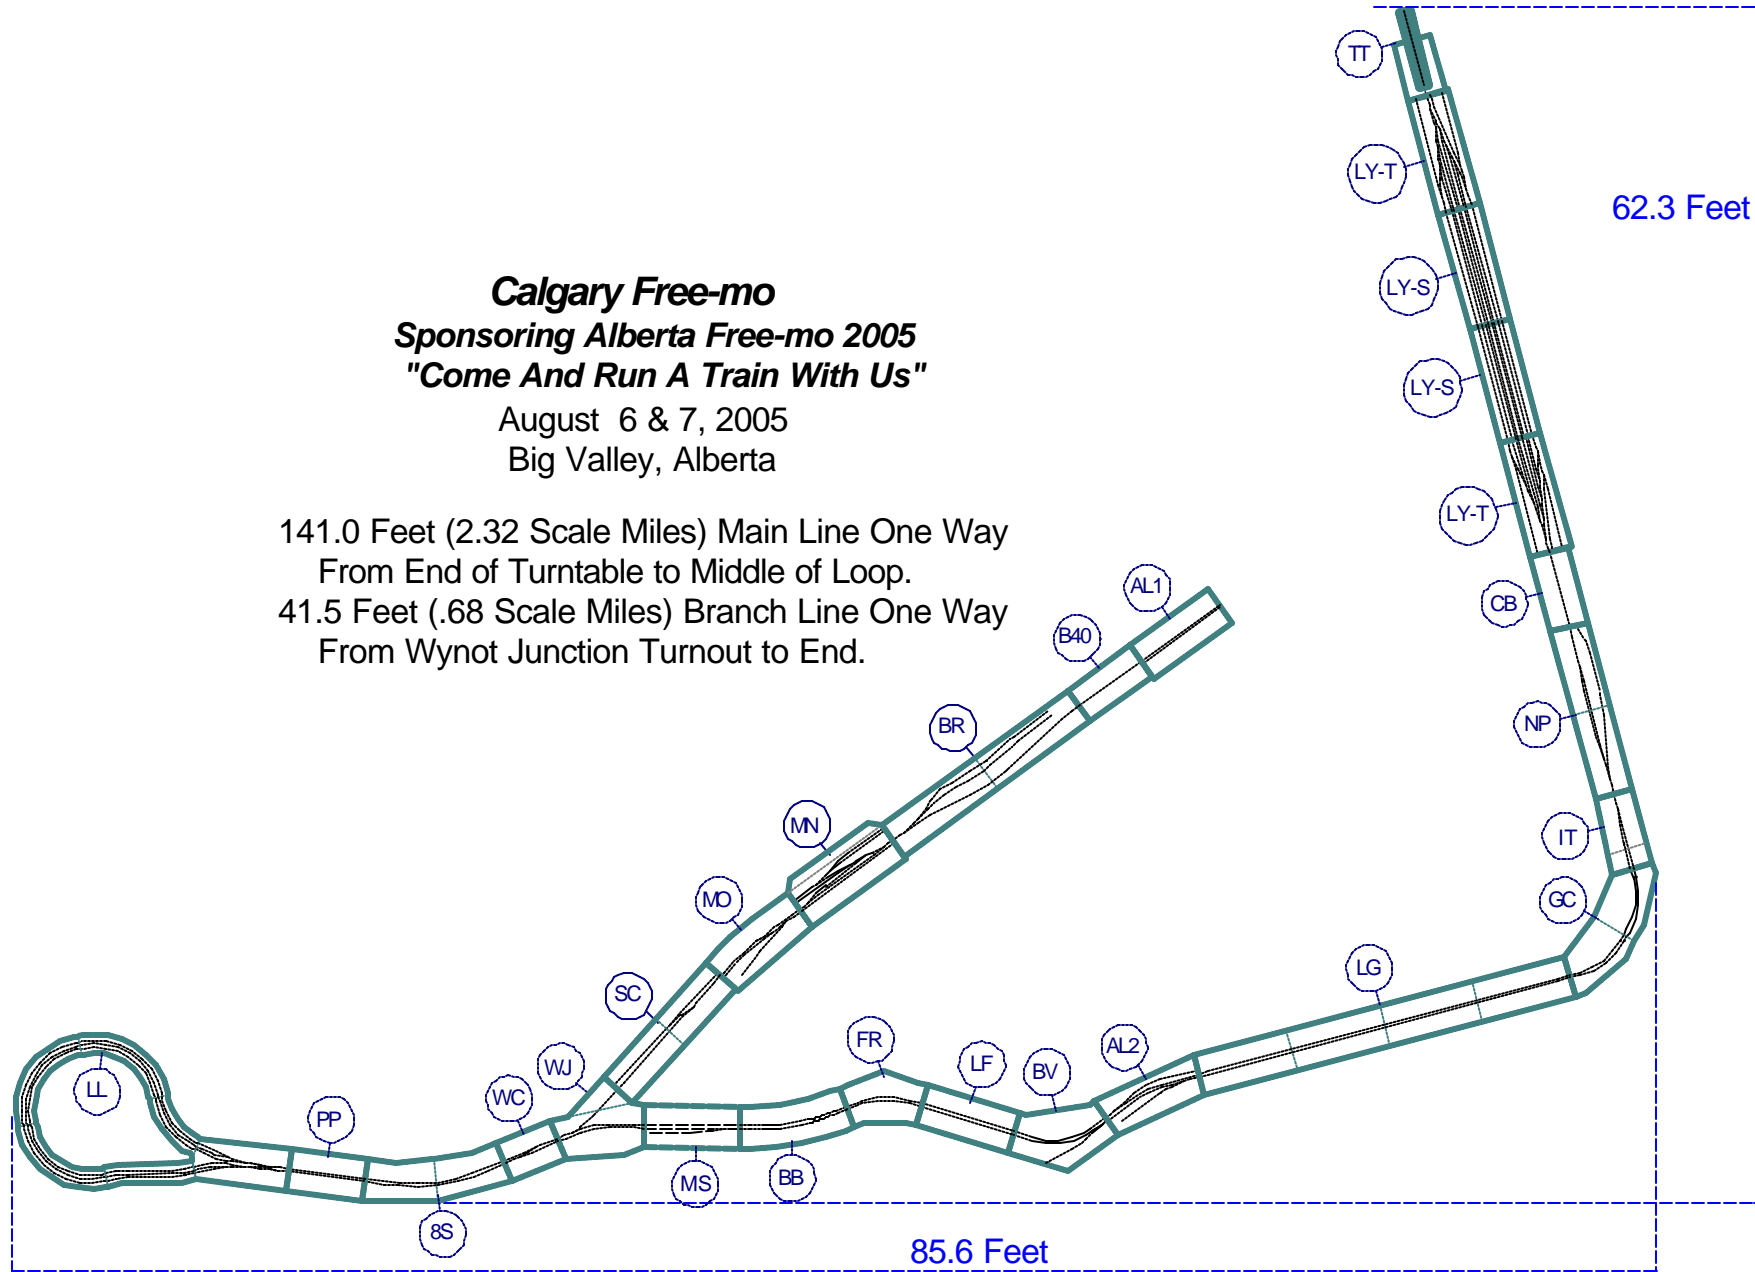 TT
LY-T
62.3 Feet
LY-S
Calgary Free-mo
Sponsoring Alberta Free-mo 2005
"Come And Run A Train With Us"
August 6 & 7, 2005
Big Valley, Alberta
LY-S
LY-T
141.0 Feet (2.32 Scale Miles) Main Line One Way
From End of Turntable to Middle of Loop.
41.5 Feet (.68 Scale Miles) Branch Line One Way
From Wynot Junction Turnout to End.
AL1
CB
B40
BR
NP
MN
IT
MO
GC
LG
SC
FR
AL2
LF
BV
WJ
LL
PP
WC
MS
BB
8S
85.6 Feet